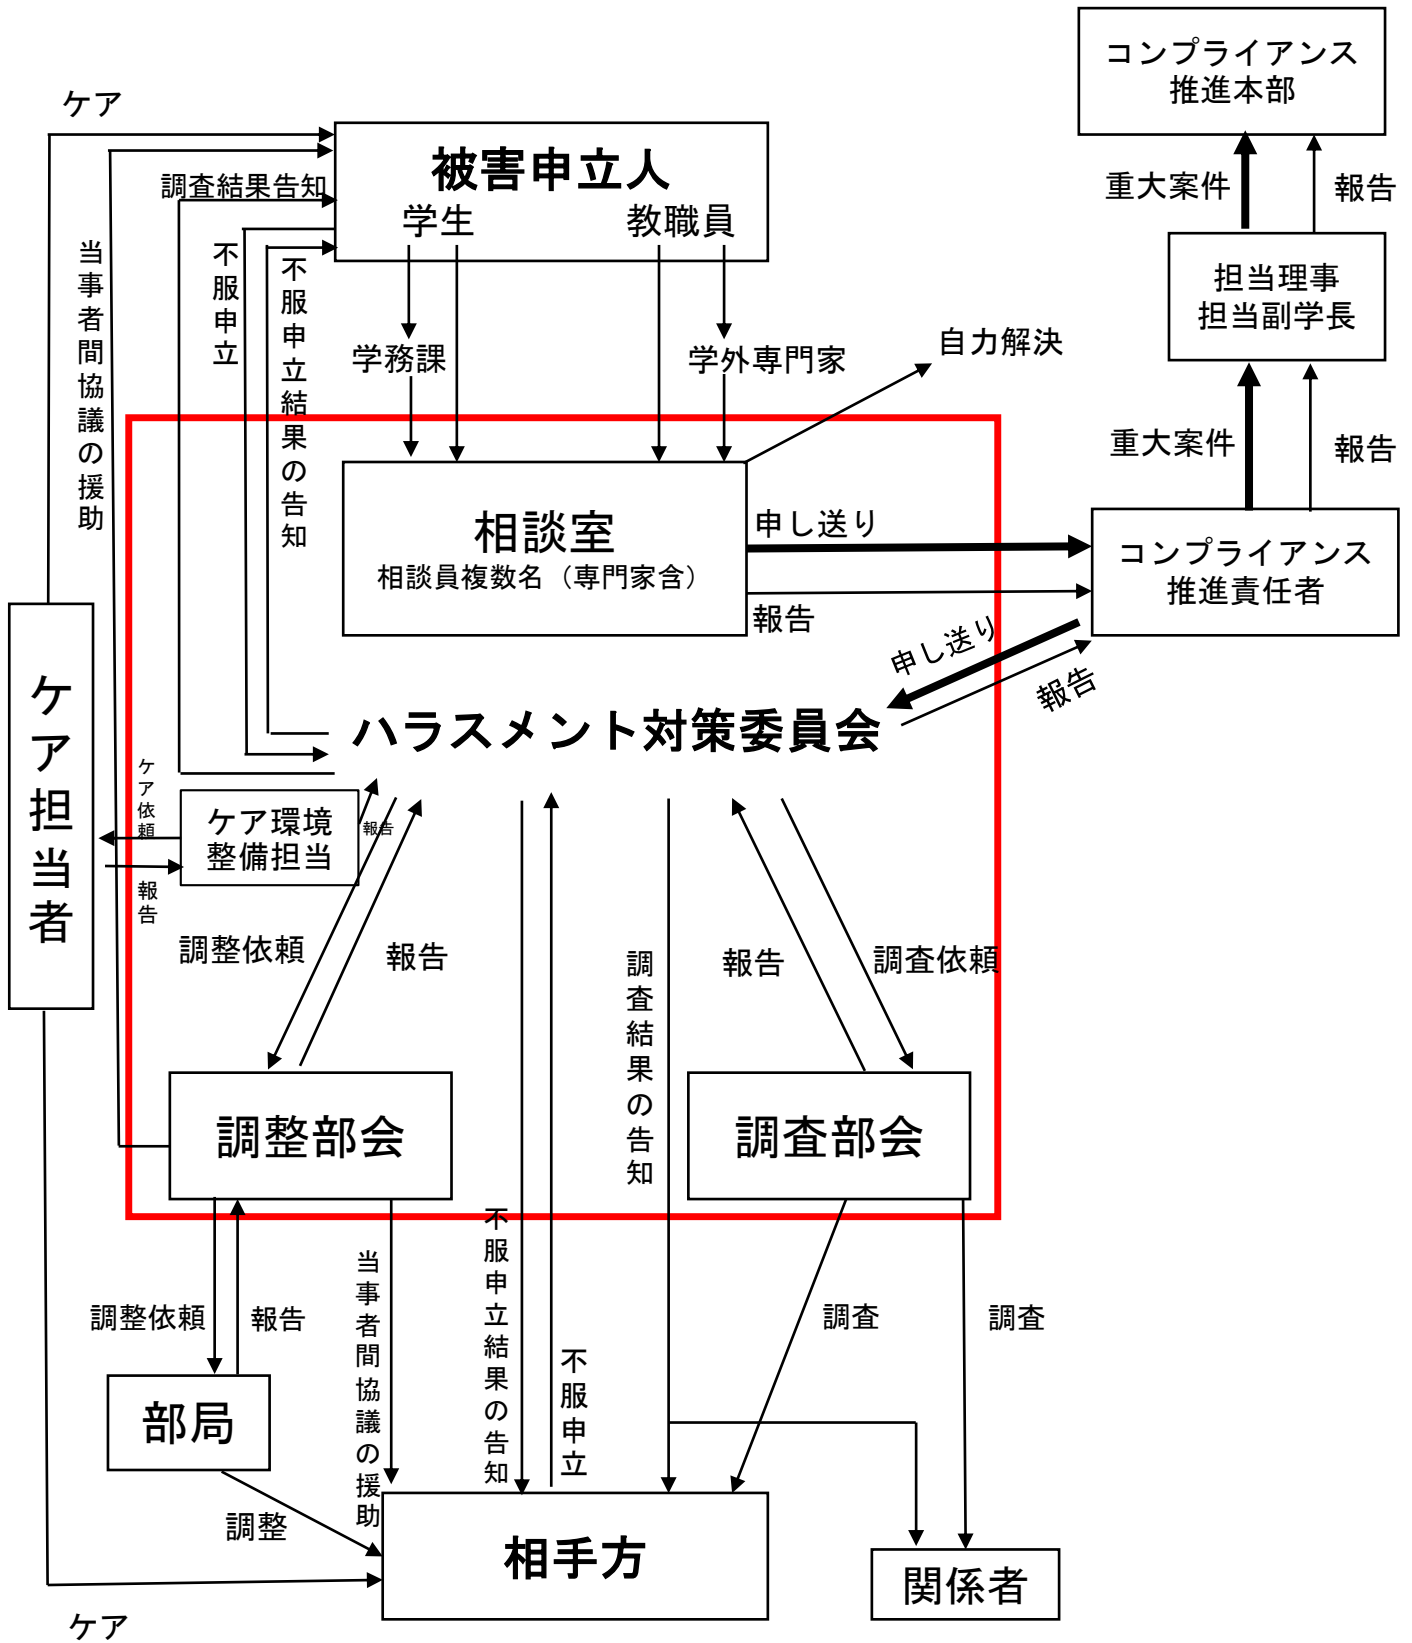 コンプライアンス
推進本部
重大案件
報告
担当理事
担当副学長
重大案件
報告
コンプライアンス
推進責任者
ケア
被害申立人
学生
教職員
調査結果告知
当事者間協議の援助
不服申立
不服申立結果の告知
学務課
学外専門家
自力解決
相談室
相談員複数名（専門家含）
申し送り
報告
申し送り
報告
ハラスメント対策委員会
ケア担当者
ケア依頼
報告
ケア環境
整備担当
報告
調整依頼
報告
調査結果の告知
報告
調査依頼
調整部会
調査部会
調整依頼
報告
当事者間協議の援助
不服申立結果の告知
不服申立
調査
調査
部局
調整
相手方
関係者
ケア